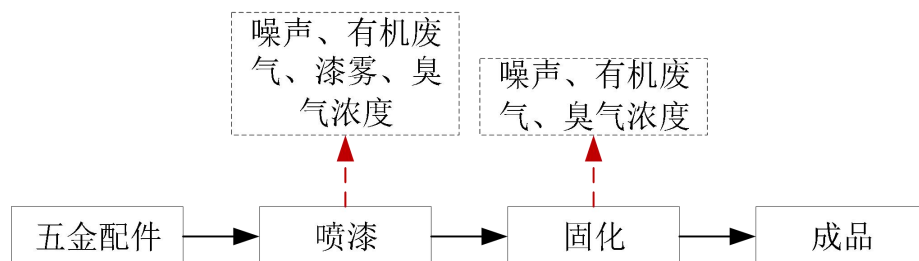 噪声、有机废
气、漆雾、臭
气浓度
噪声、有机废
气、臭气浓度
五金配件
喷漆
固化
成品